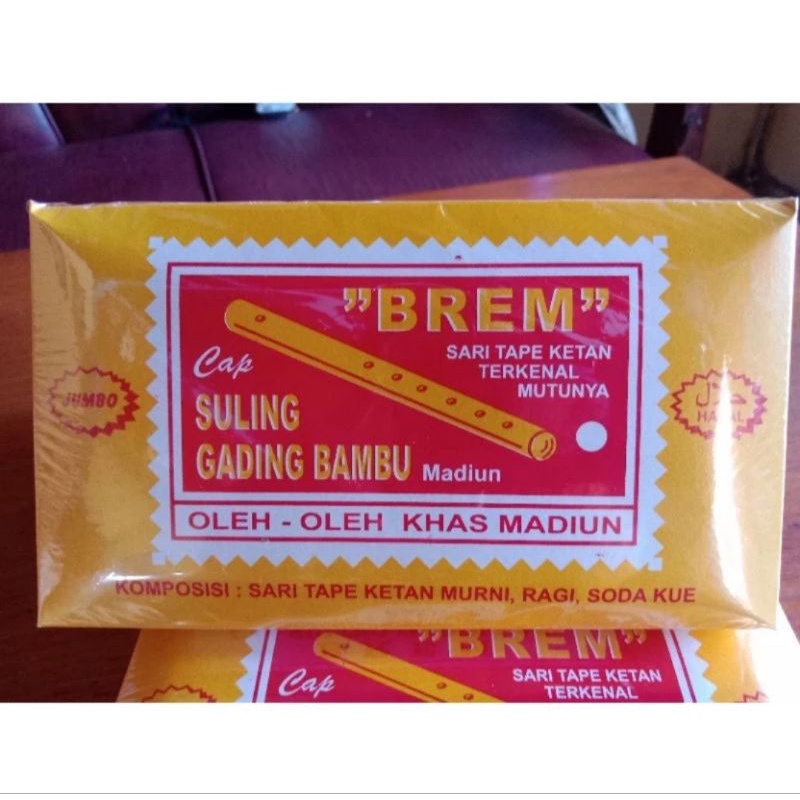 "BREM"
SARI TAPE KETAN
TERKENAL
MUTUNYA
Cap
SULING
GADING BAMBU Madiun
JUMBO
حلال
HALAL
OLEH - OLEH KHAS MADIUN
KOMPOSISI : SARI TAPE KETAN MURNI, RAGI, SODA KUE
"BREM"
SARI TAPE KETAN
TERKENAL
Cap